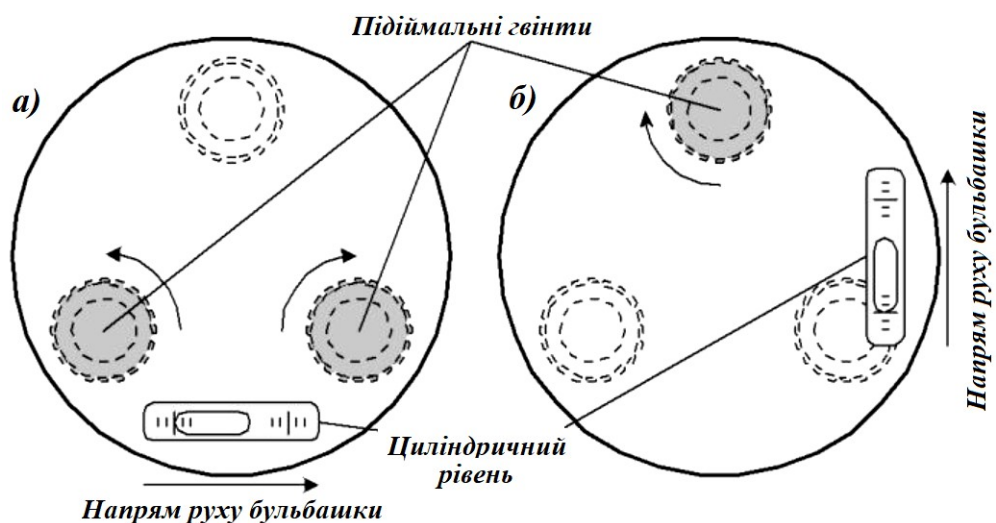 Підіймальні гвинти
а)
б)
Напрям руху бульбашки
Циліндричний
рівень
Напрям руху бульбашки